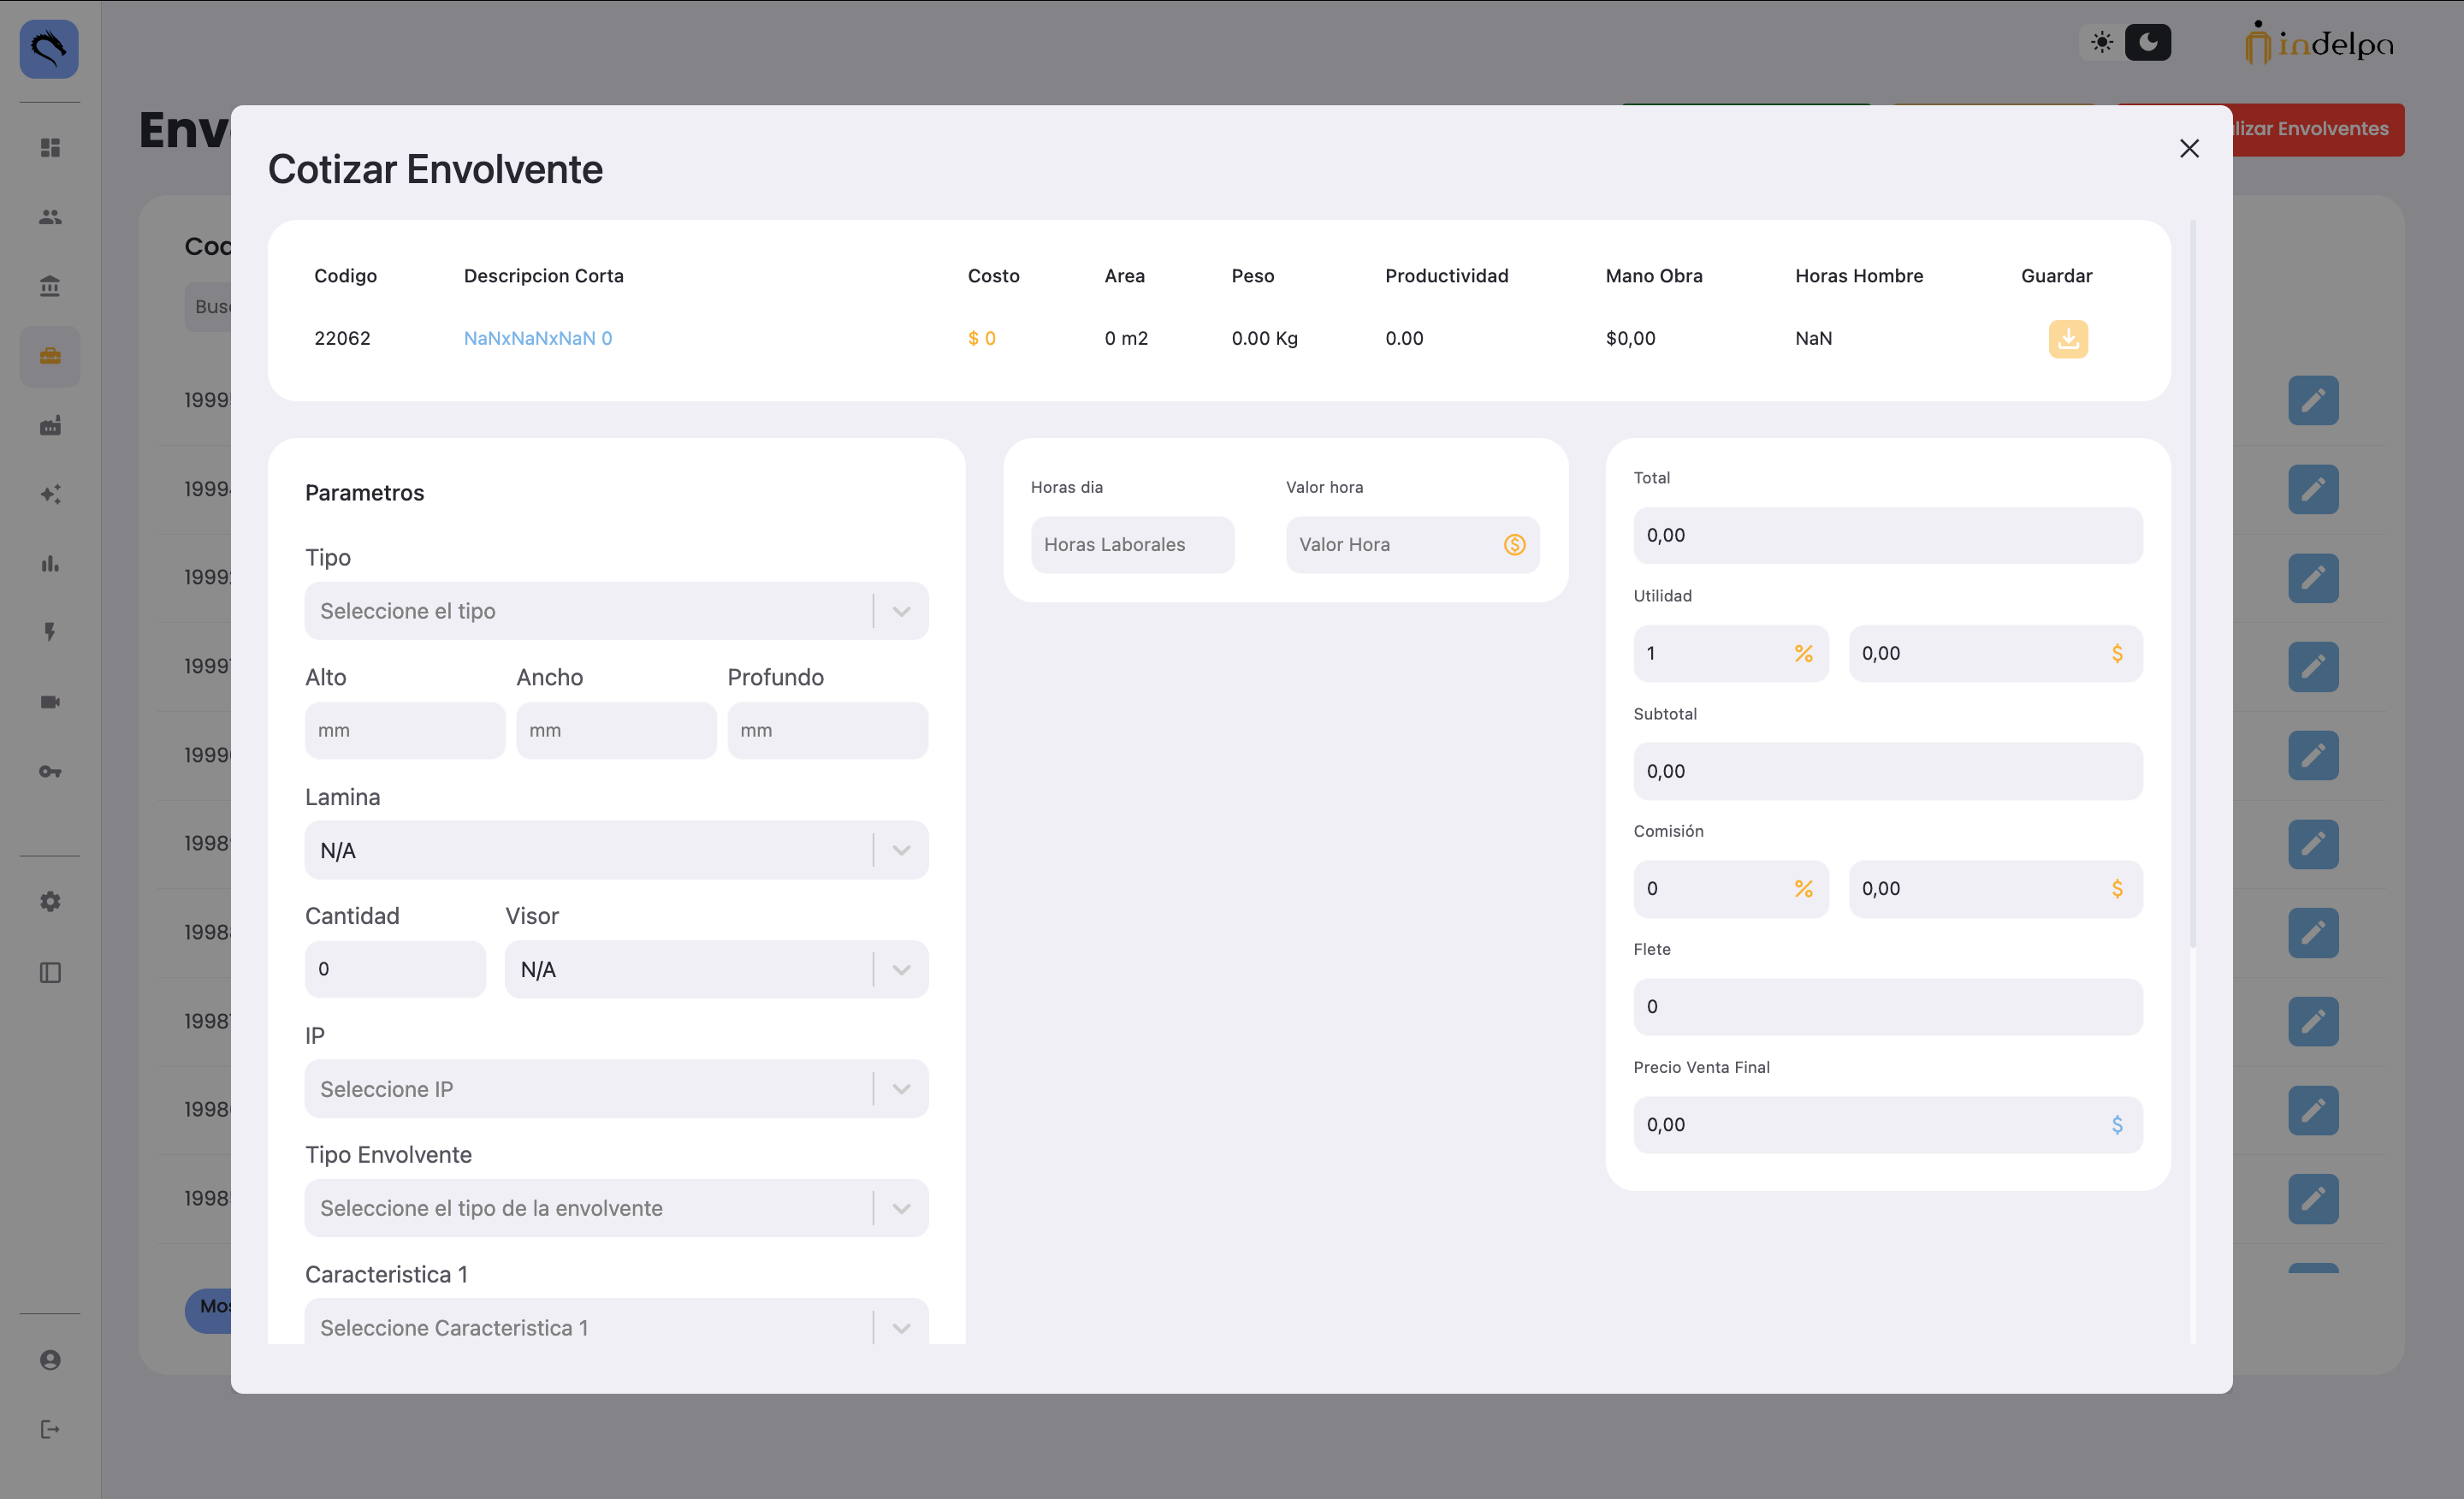 indelpa
Env
lizar Envolventes
Cotizar Envolvente
Cod
Codigo Descripcion Corta Costo Area Peso Productividad Mano Obra Horas Hombre Guardar
Bus
22062 NaNxNaNxNaN 0 $ 0 0 m2 0.00 Kg 0.00 $0,00 NaN
1999
1999
1999
1999
1999
1998
1998
1998
1998
1998
Mos
Parametros
Tipo
Seleccione el tipo
Alto Ancho Profundo
mm mm mm
Lamina
N/A
Cantidad Visor
0 N/A
IP
Seleccione IP
Tipo Envolvente
Seleccione el tipo de la envolvente
Caracteristica 1
Seleccione Caracteristica 1
Horas dia Valor hora
Horas Laborales Valor Hora
Total
0,00
Utilidad
1 % 0,00 $
Subtotal
0,00
Comisión
0 % 0,00 $
Flete
0
Precio Venta Final
0,00 $